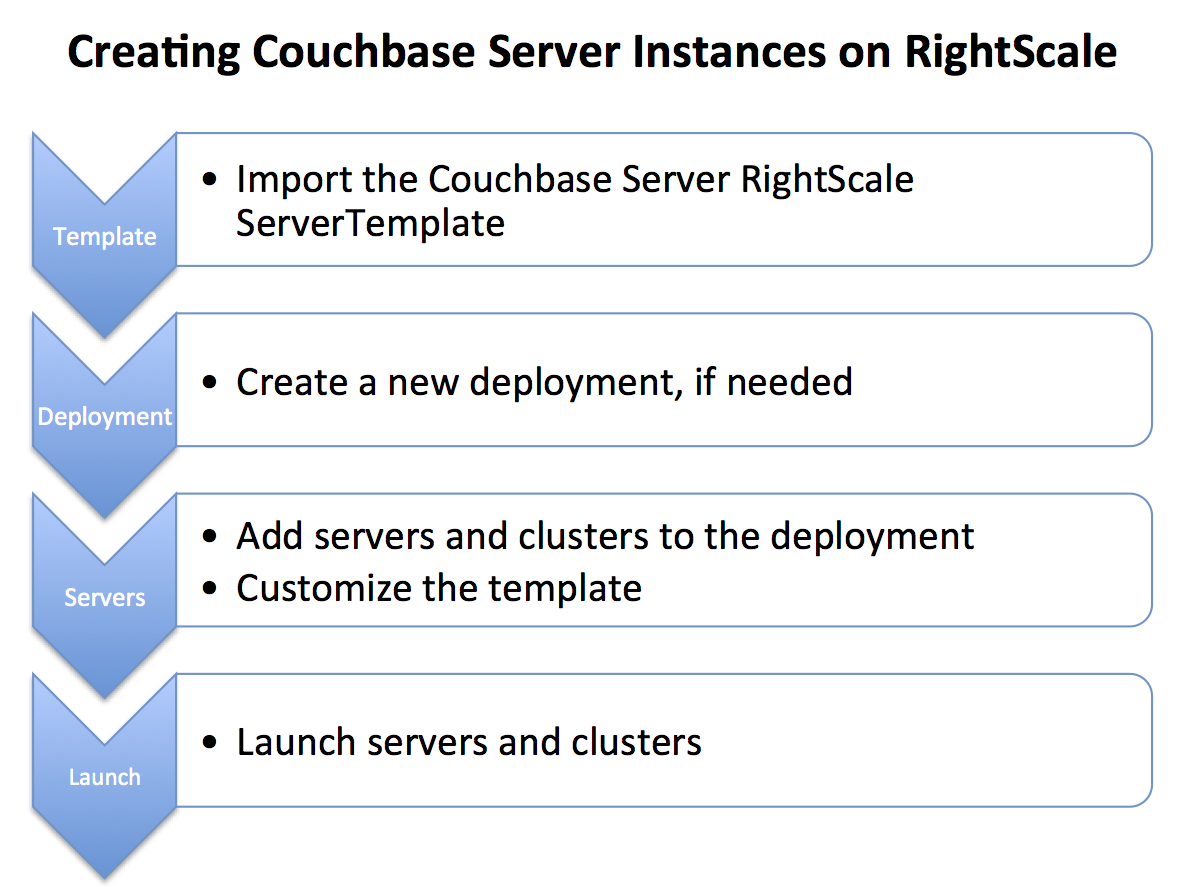 Creating Couchbase Server Instances on RightScale
Template
• Import the Couchbase Server RightScale
ServerTemplate
Deployment
• Create a new deployment, if needed
Servers
• Add servers and clusters to the deployment
• Customize the template
Launch
• Launch servers and clusters